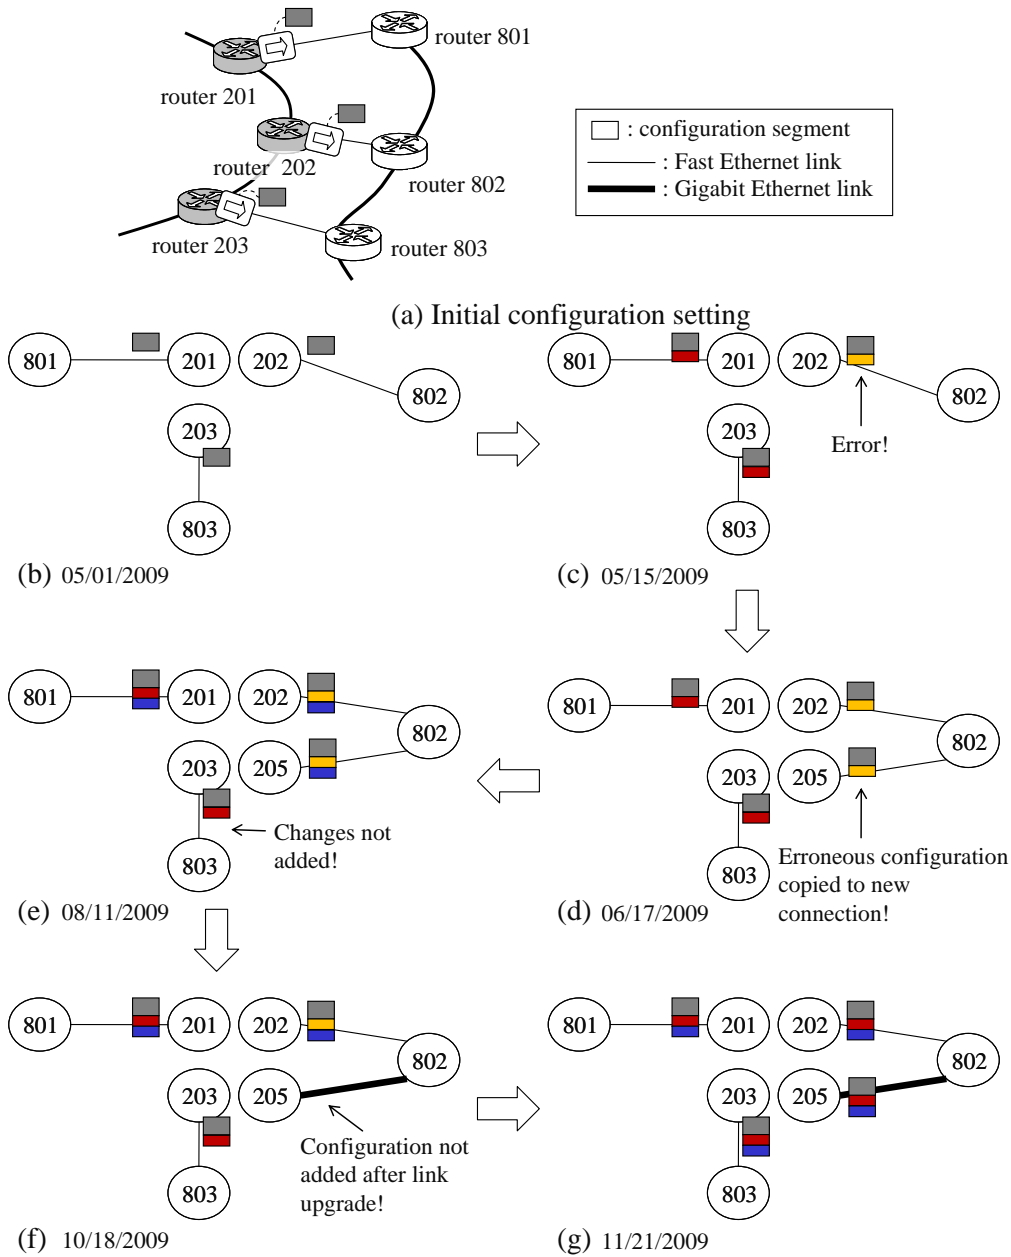 router 801
router 201
: configuration segment
: Fast Ethernet link
router 202
router 802
: Gigabit Ethernet link
router 203
router 803
(a) Initial configuration setting
801
201
202
802
203
803
(b) 05/01/2009
801
201
202
802
203
Error!
803
(c) 05/15/2009
801
201
202
802
203
205
Changes not
added!
803
(e) 08/11/2009
801
201
202
802
203
205
803
Erroneous configuration
copied to new
connection!
(d) 06/17/2009
801
201
202
802
203
205
Configuration not
added after link
upgrade!
803
(f) 10/18/2009
801
201
202
802
203
205
803
(g) 11/21/2009